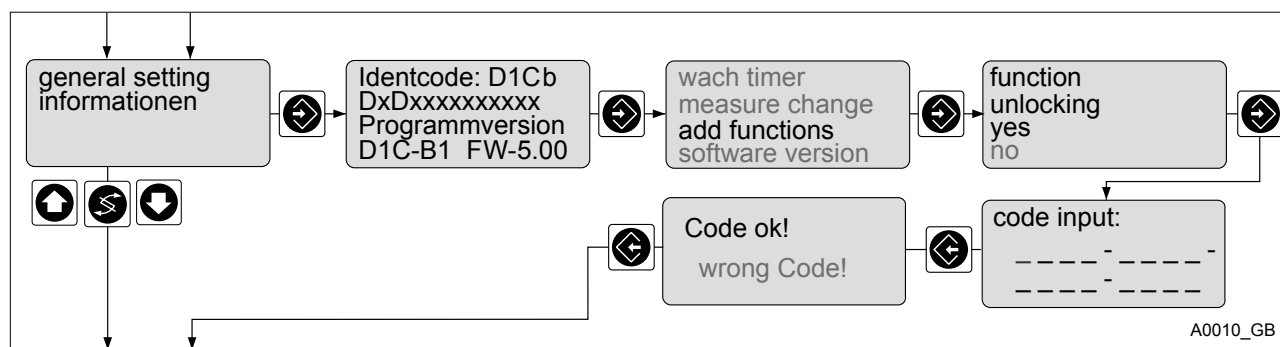 general setting
informationen
Identcode: D1Cb
DxDxxxxxxxxxx
Programmversion
D1C-B1 FW-5.00
wach timer
measure change
add functions
software version
function
unlocking
yes
no
Code ok!
wrong Code!
code input:
_ _ _ _ - _ _ _ _ -
_ _ _ _ - _ _ _ _
A0010_GB